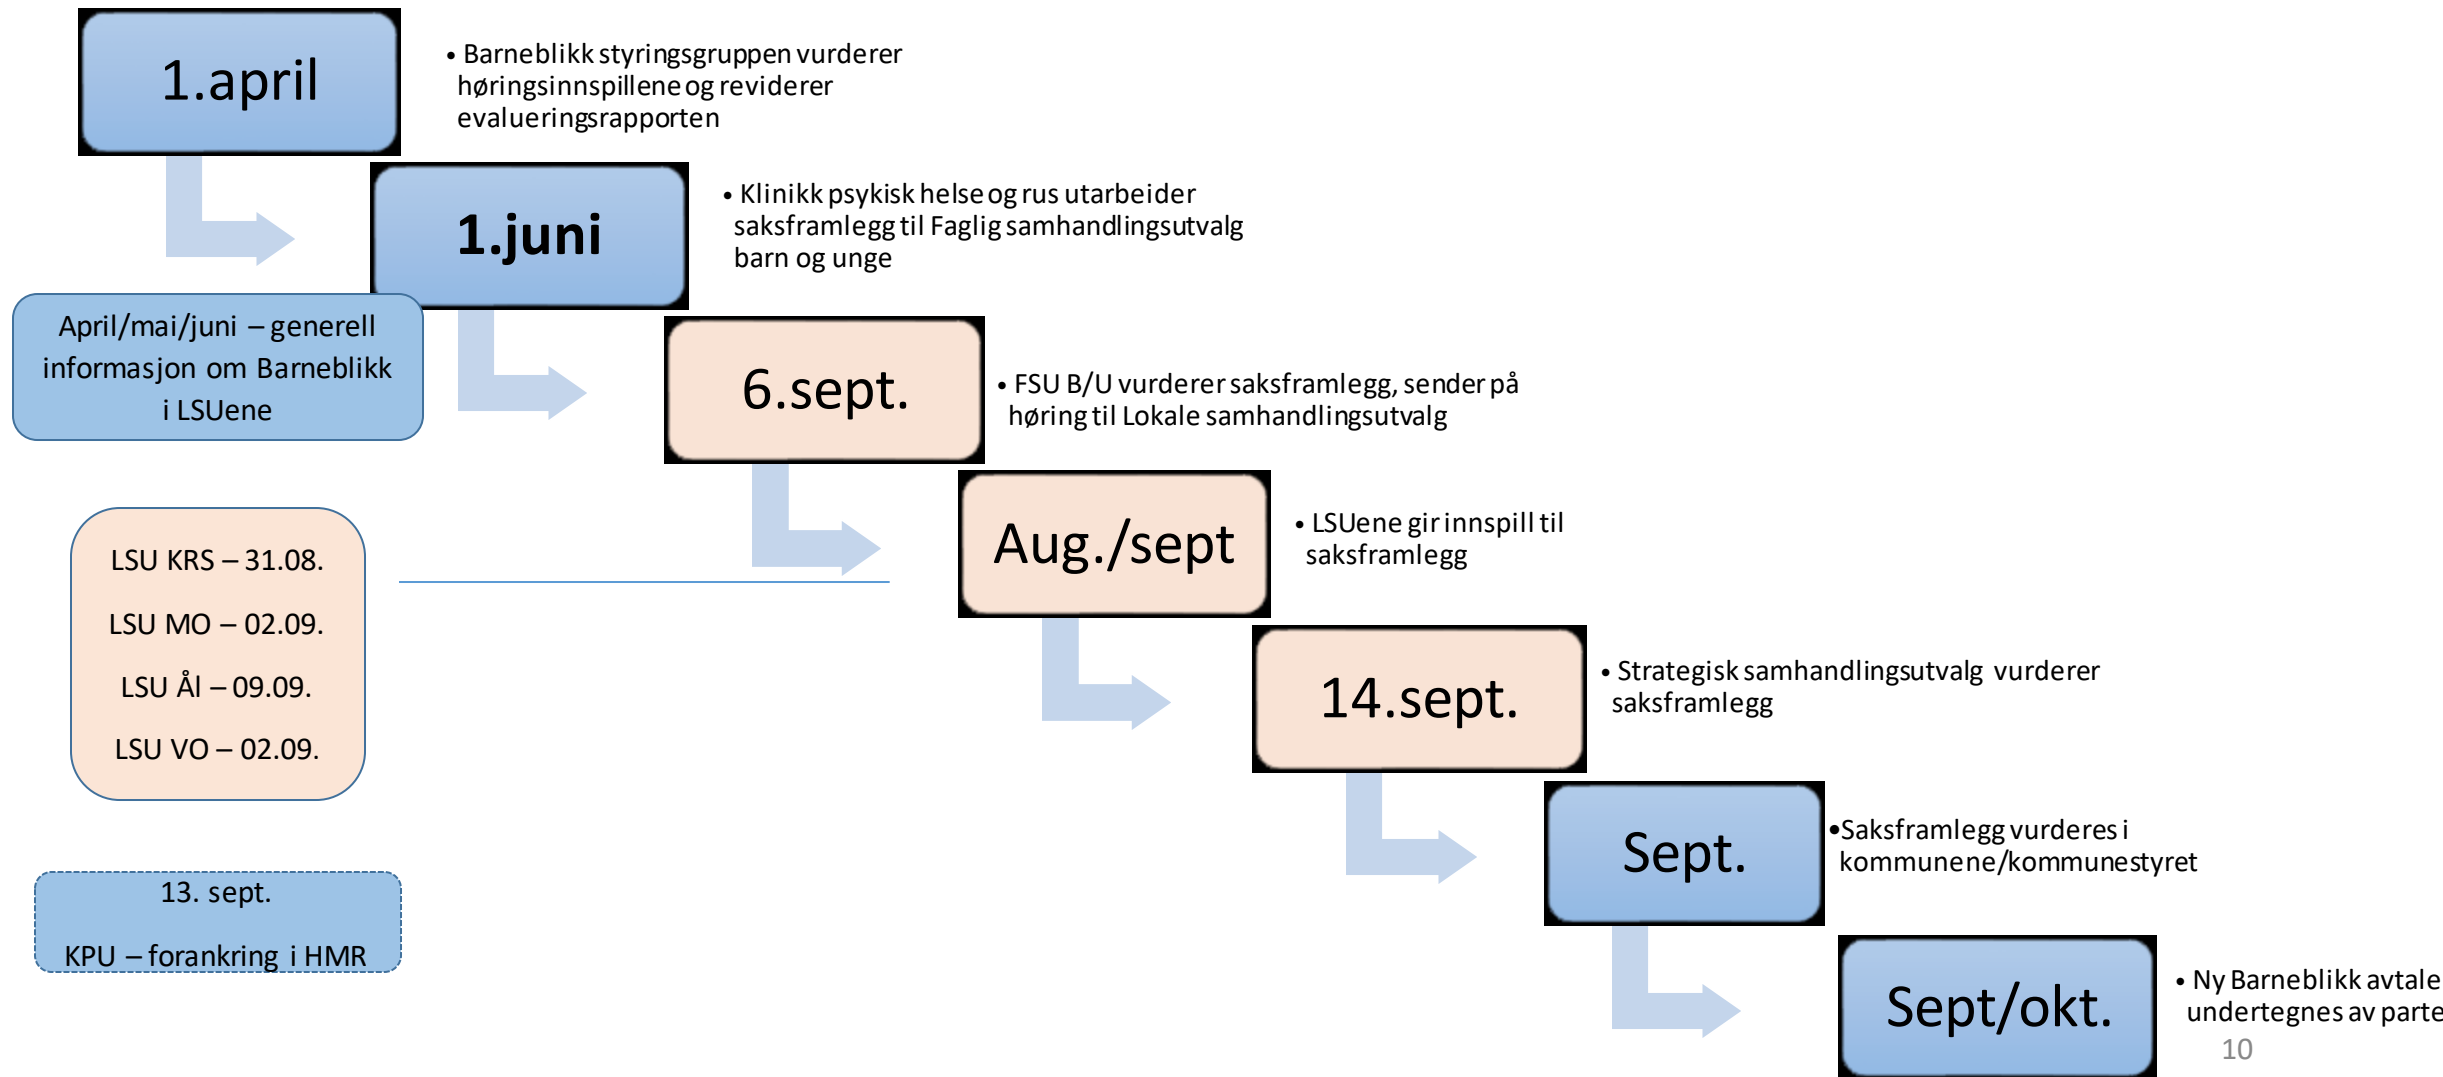 1.april
• Barneblikk styringsgruppen vurderer
høringsinnspillene og reviderer
evalueringsrapporten
1.juni
• Klinikk psykisk helse og rus utarbeider
saksframlegg til Faglig samhandlingsutvalg
barn og unge
April/mai/juni – generell
informasjon om Barneblikk
i LSUene
6.sept.
• FSU B/U vurderer saksframlegg, sender på
høring til Lokale samhandlingsutvalg
Aug./sept
• LSUene gir innspill til
saksframlegg
LSU KRS – 31.08.
LSU MO – 02.09.
LSU Ål – 09.09.
LSU VO – 02.09.
14.sept.
• Strategisk samhandlingsutvalg vurderer
saksframlegg
Sept.
•Saksframlegg vurderes i
kommunene/kommunestyret
13. sept.
KPU – forankring i HMR
Sept/okt.
• Ny Barneblikk avtale
undertegnes av parte
10